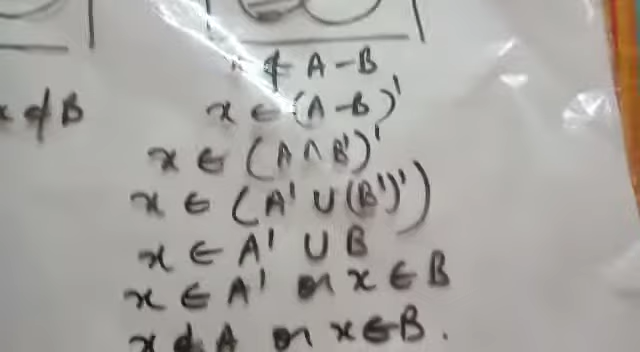 x ∉ A - B
x ∉ B
x ∈ (A - B)'
x ∈ (A ∩ B')'
x ∈ (A' ∪ (B')')
x ∈ A' ∪ B
x ∈ A' or x ∈ B
x ∉ A or x ∈ B.